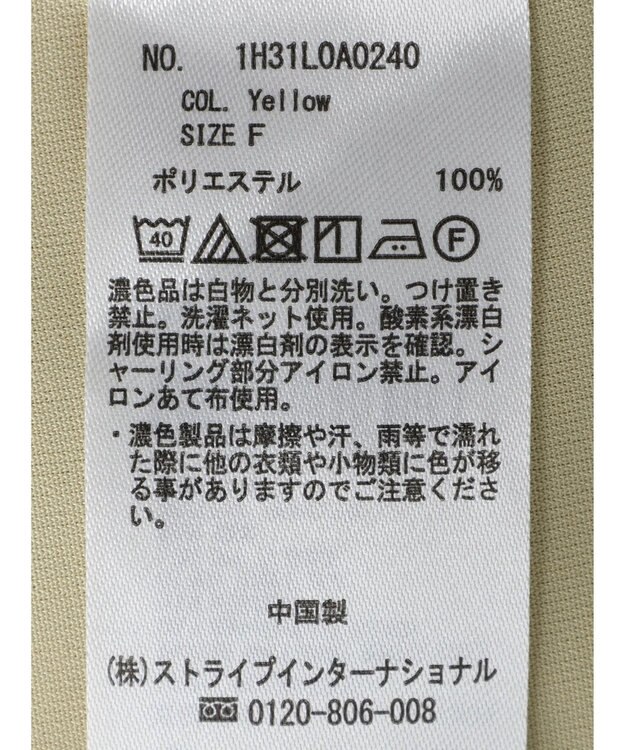 NO. 1H31L0A0240
COL. Yellow
SIZE F
ポリエステル 100%
40 F
濃色品は白物と分別洗い。つけ置き
禁止。洗濯ネット使用。酸素系漂白
剤使用時は漂白剤の表示を確認。シ
ャーリング部分アイロン禁止。アイ
ロンあて布使用。
・濃色製品は摩擦や汗、雨等で濡れ
た際に他の衣類や小物類に色が移
る事がありますのでご注意くださ
い。
中国製
(株)ストライプインターナショナル
0120-806-008